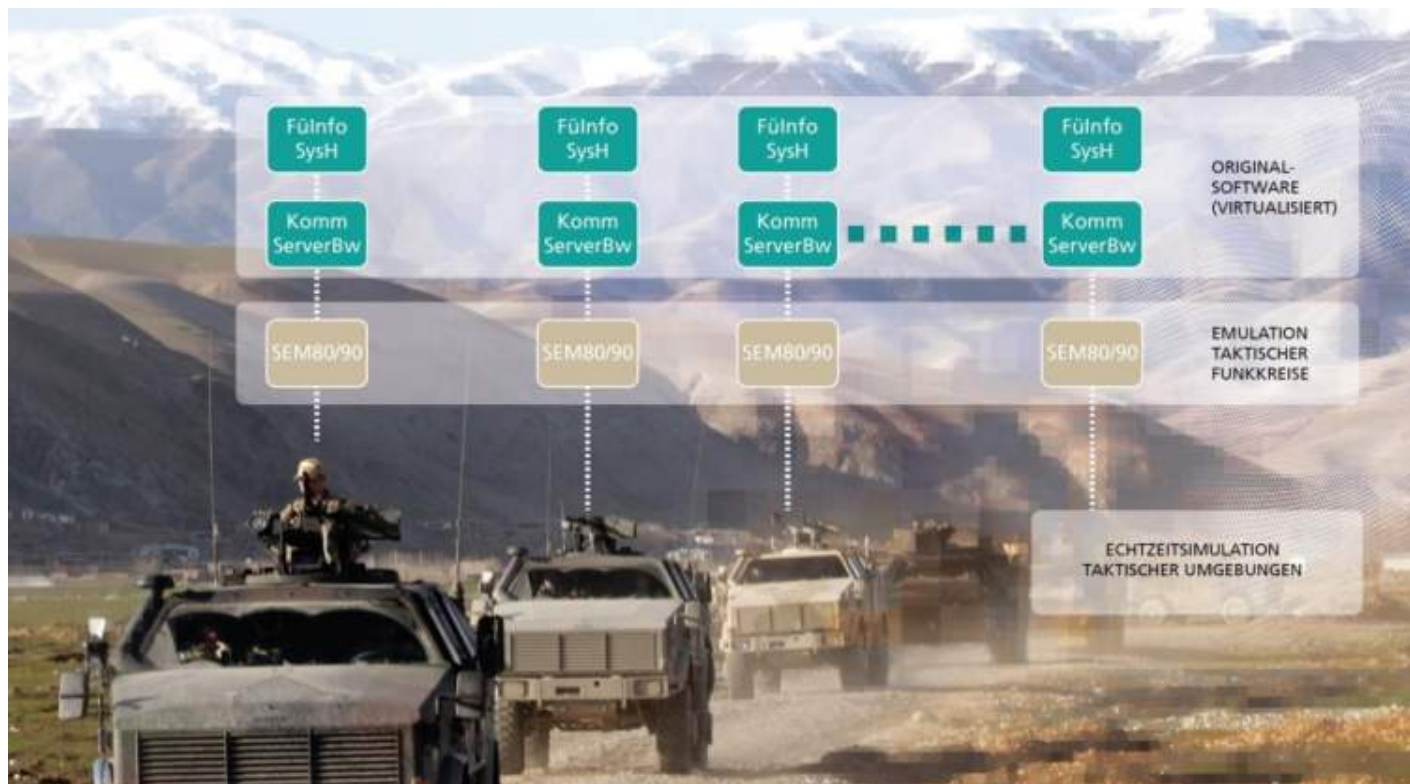 FüInfo
SysH
FüInfo
SysH
FüInfo
SysH
FüInfo
SysH
ORIGINAL-
SOFTWARE
(VIRTUALISIERT)
Komm
ServerBw
Komm
ServerBw
Komm
ServerBw
Komm
ServerBw
SEM80/90
SEM80/90
SEM80/90
SEM80/90
EMULATION
TAKTISCHER
FUNKKREISE
ECHTZEITSIMULATION
TAKTISCHER UMGEBUNGEN